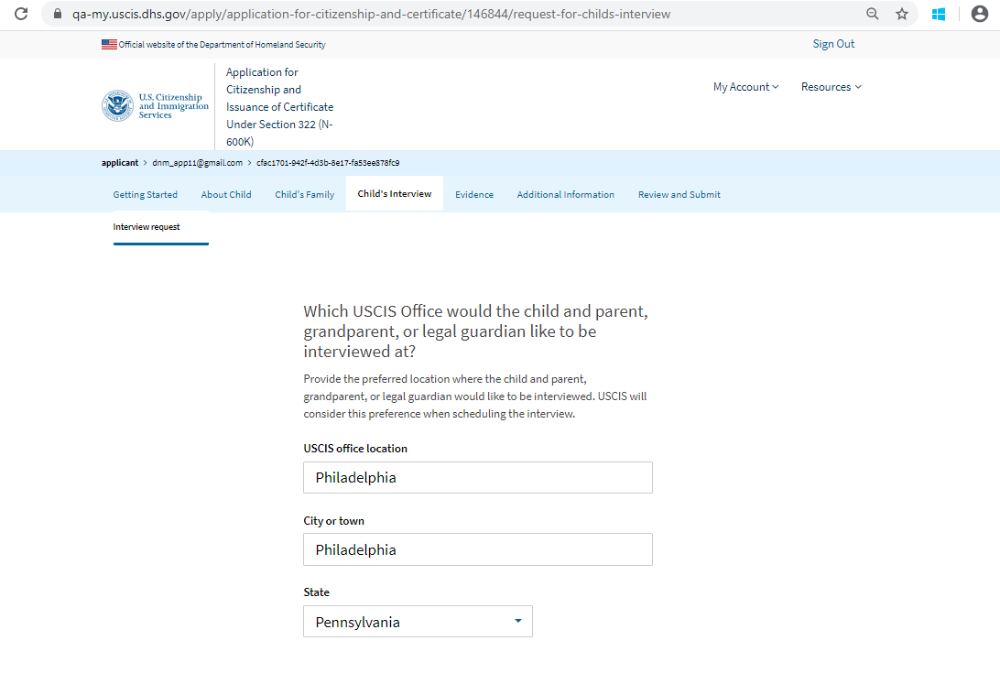 qa-my.uscis.dhs.gov/apply/application-for-citizenship-and-certificate/146844/request-for-childs-interview
Official website of the Department of Homeland Security
Sign Out
U.S. Citizenship
and Immigration
Services
Application for
Citizenship and
Issuance of Certificate
Under Section 322 (N-
600K)
My Account
Resources
applicant > dnm_app11@gmail.com > cfac1701-942f-4d3b-8e17-fa53ee878fc9
Getting Started About Child Child's Family Child's Interview Evidence Additional Information Review and Submit
Interview request
Which USCIS Office would the child and parent,
grandparent, or legal guardian like to be
interviewed at?
Provide the preferred location where the child and parent,
grandparent, or legal guardian would like to be interviewed. USCIS will
consider this preference when scheduling the interview.
USCIS office location
Philadelphia
City or town
Philadelphia
State
Pennsylvania